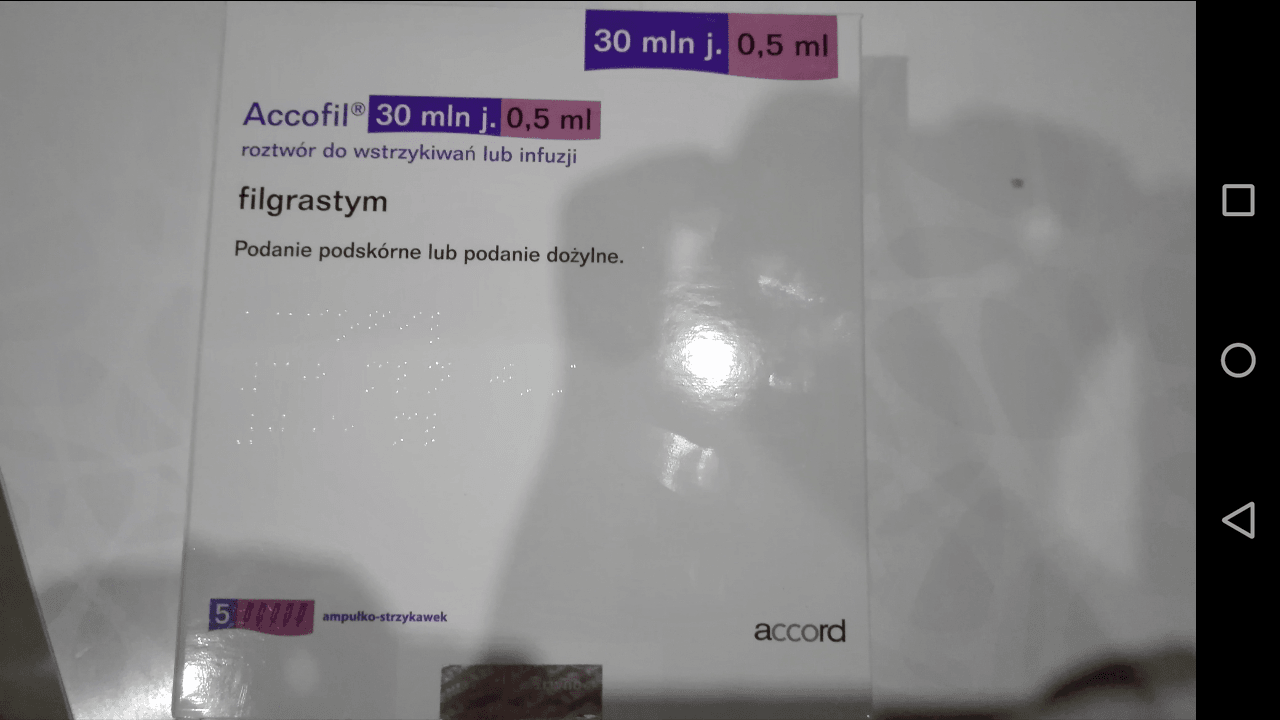 30 mln j. 0,5 ml
Accofil® 30 mln j. 0,5 ml
roztwór do wstrzykiwań lub infuzji
filgrastym
Podanie podskórne lub podanie dożylne.
5 ampułko-strzykawek
accord